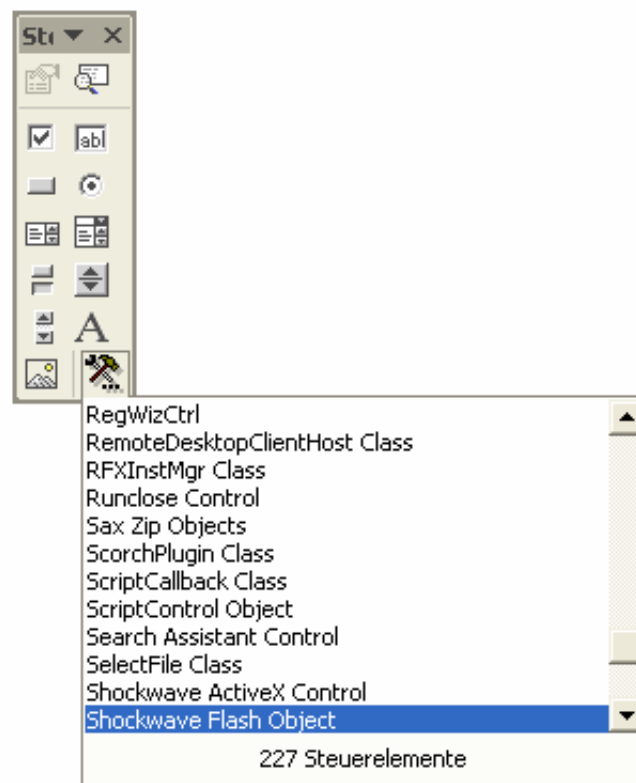 Ste
abl
A
RegWizCtrl
RemoteDesktopClientHost Class
RFXInstMgr Class
Runclose Control
Sax Zip Objects
ScorchPlugin Class
ScriptCallback Class
ScriptControl Object
Search Assistant Control
SelectFile Class
Shockwave ActiveX Control
Shockwave Flash Object
227 Steuerelemente